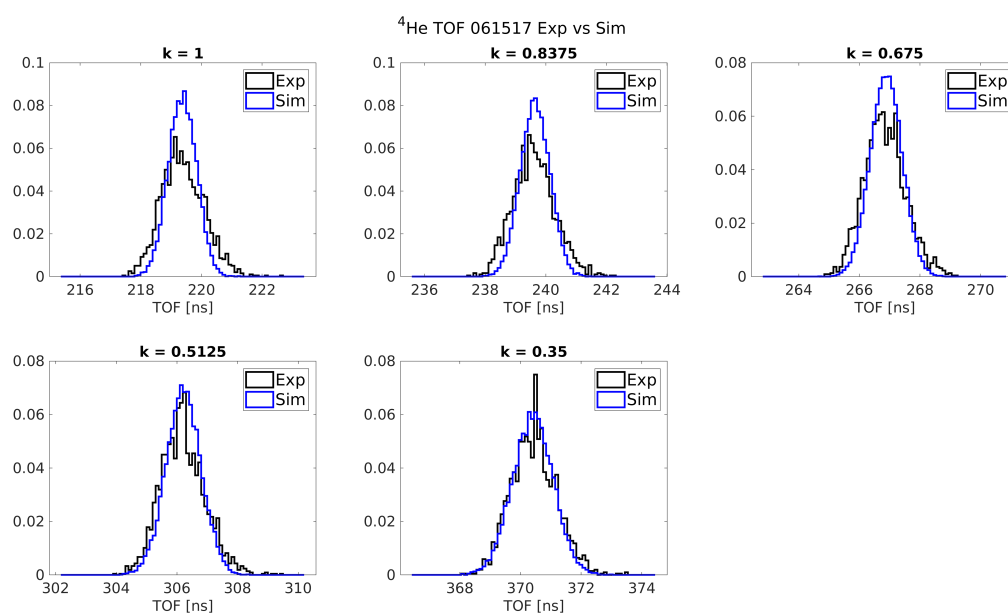 ⁴He TOF 061517 Exp vs Sim
k = 1
0.1
0.08
0.06
0.04
0.02
0
216 218 220 222
TOF [ns]
Exp
Sim
k = 0.8375
0.1
0.08
0.06
0.04
0.02
0
236 238 240 242 244
TOF [ns]
Exp
Sim
k = 0.675
0.08
0.06
0.04
0.02
0
264 266 268 270
TOF [ns]
Exp
Sim
k = 0.5125
0.08
0.06
0.04
0.02
0
302 304 306 308 310
TOF [ns]
Exp
Sim
k = 0.35
0.08
0.06
0.04
0.02
0
368 370 372 374
TOF [ns]
Exp
Sim